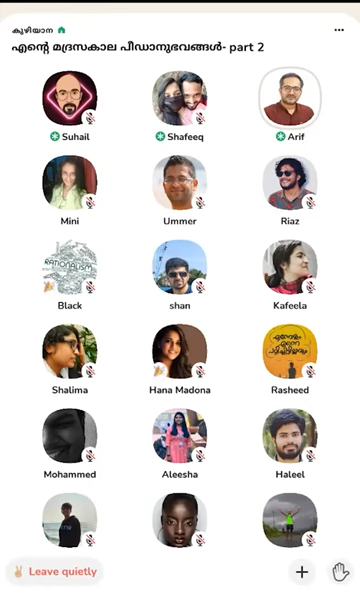 കുഴിയാന
എന്റെ മദ്രസകാല പീഡാനുഭവങ്ങൾ- part 2
Suhail Shafeeq Arif
Mini Ummer Riaz
RATIONALISM
Black shan Kafeela
Shalima Hana Madona Rasheed
Mohammed Aleesha Haleel
Leave quietly